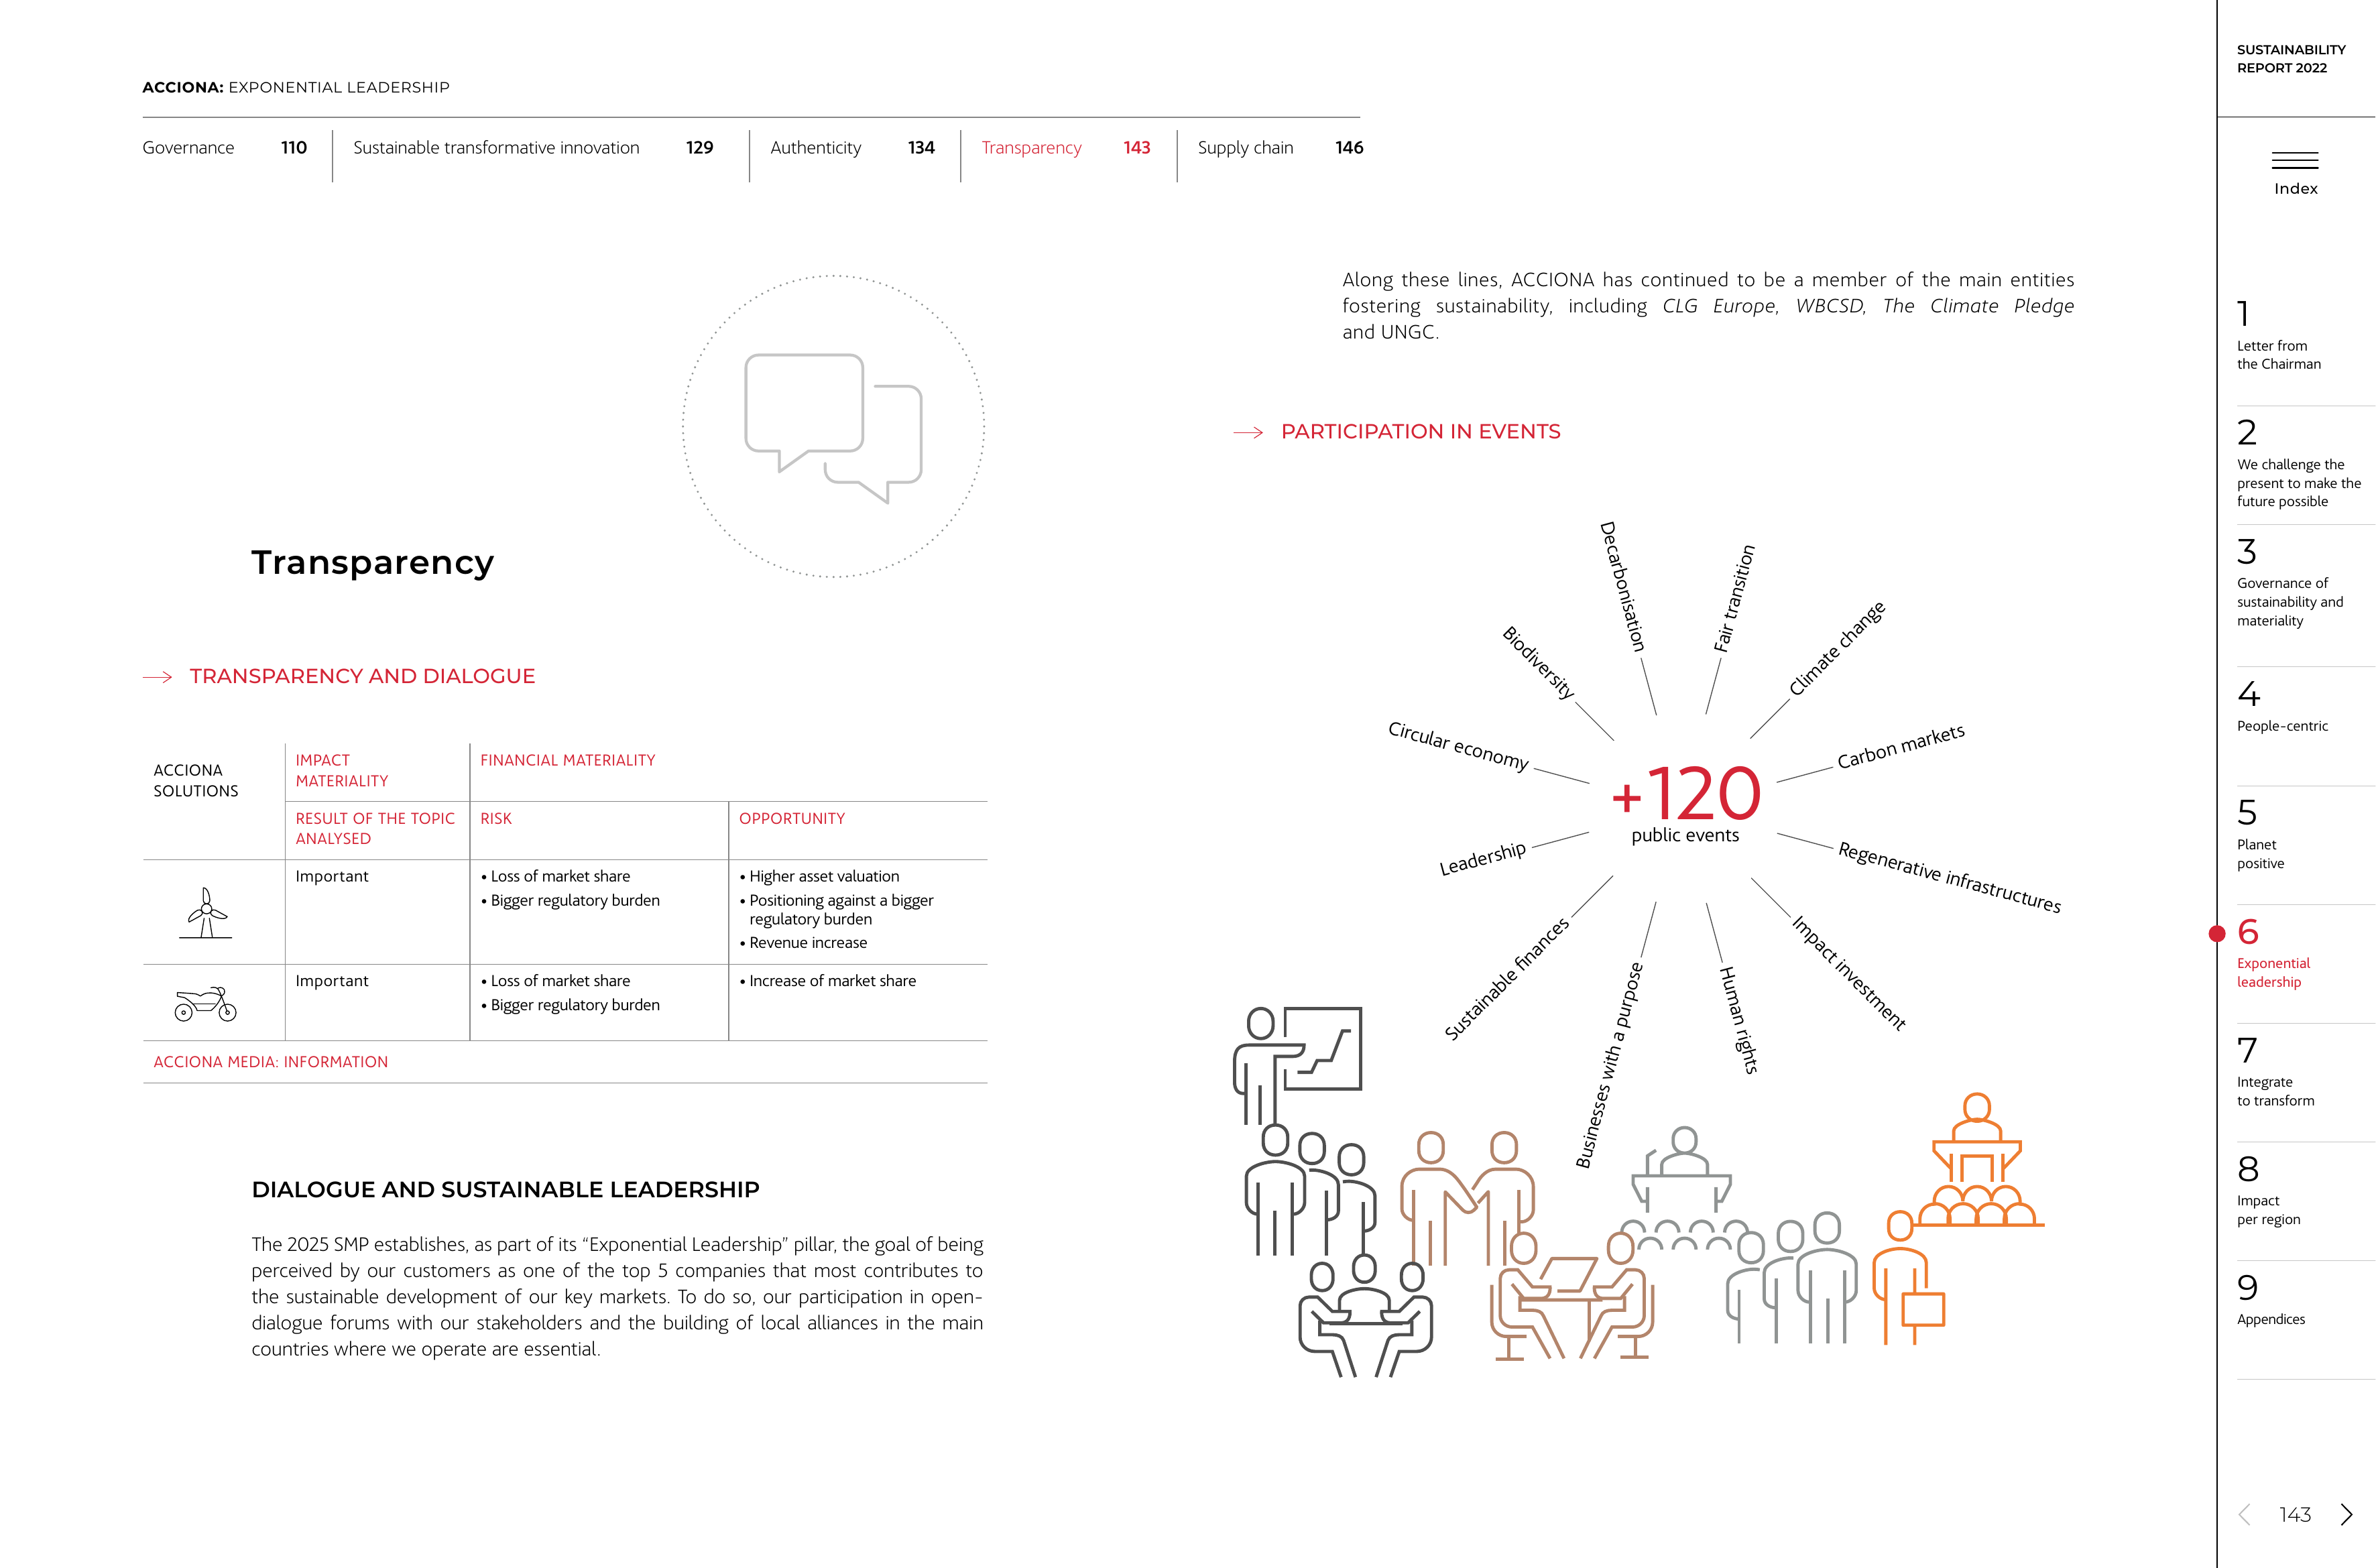 ACCIONA: EXPONENTIAL LEADERSHIP
Governance 110
Sustainable transformative innovation 129
Authenticity 134
Transparency 143
Supply chain 146
Transparency
TRANSPARENCY AND DIALOGUE
ACCIONA
SOLUTIONS
IMPACT
MATERIALITY
FINANCIAL MATERIALITY
RESULT OF THE TOPIC
ANALYSED
RISK
OPPORTUNITY
Important
• Loss of market share
• Bigger regulatory burden
• Higher asset valuation
• Positioning against a bigger
regulatory burden
• Revenue increase
Important
• Loss of market share
• Bigger regulatory burden
• Increase of market share
ACCIONA MEDIA: INFORMATION
DIALOGUE AND SUSTAINABLE LEADERSHIP
The 2025 SMP establishes, as part of its “Exponential Leadership” pillar, the goal of being
perceived by our customers as one of the top 5 companies that most contributes to
the sustainable development of our key markets. To do so, our participation in open-
dialogue forums with our stakeholders and the building of local alliances in the main
countries where we operate are essential.
Along these lines, ACCIONA has continued to be a member of the main entities
fostering sustainability, including CLG Europe, WBCSD, The Climate Pledge
and UNGC.
PARTICIPATION IN EVENTS
Decarbonisation
Fair transition
Climate change
Carbon markets
Regenerative infrastructures
Impact investment
Human rights
Businesses with a purpose
Sustainable finances
Leadership
Circular economy
Biodiversity
+120
public events
SUSTAINABILITY
REPORT 2022
Index
1
Letter from
the Chairman
2
We challenge the
present to make the
future possible
3
Governance of
sustainability and
materiality
4
People-centric
5
Planet
positive
6
Exponential
leadership
7
Integrate
to transform
8
Impact
per region
9
Appendices
143